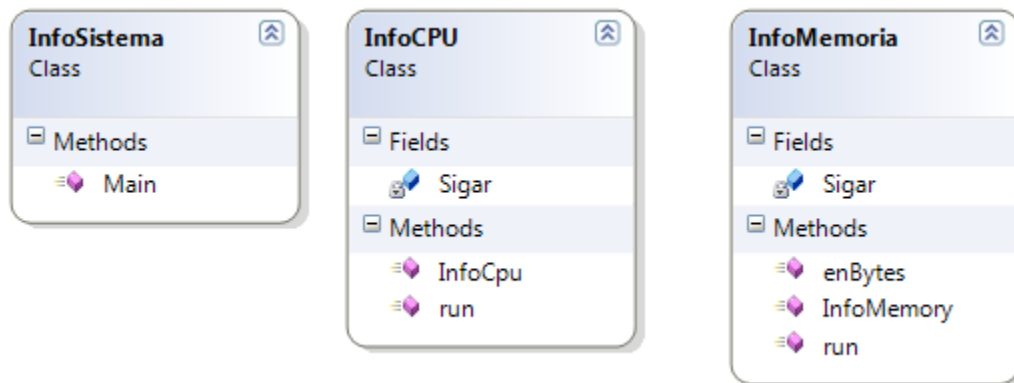 InfoSistema
Class
Methods
Main
InfoCPU
Class
Fields
Sigar
Methods
InfoCpu
run
InfoMemoria
Class
Fields
Sigar
Methods
enBytes
InfoMemory
run